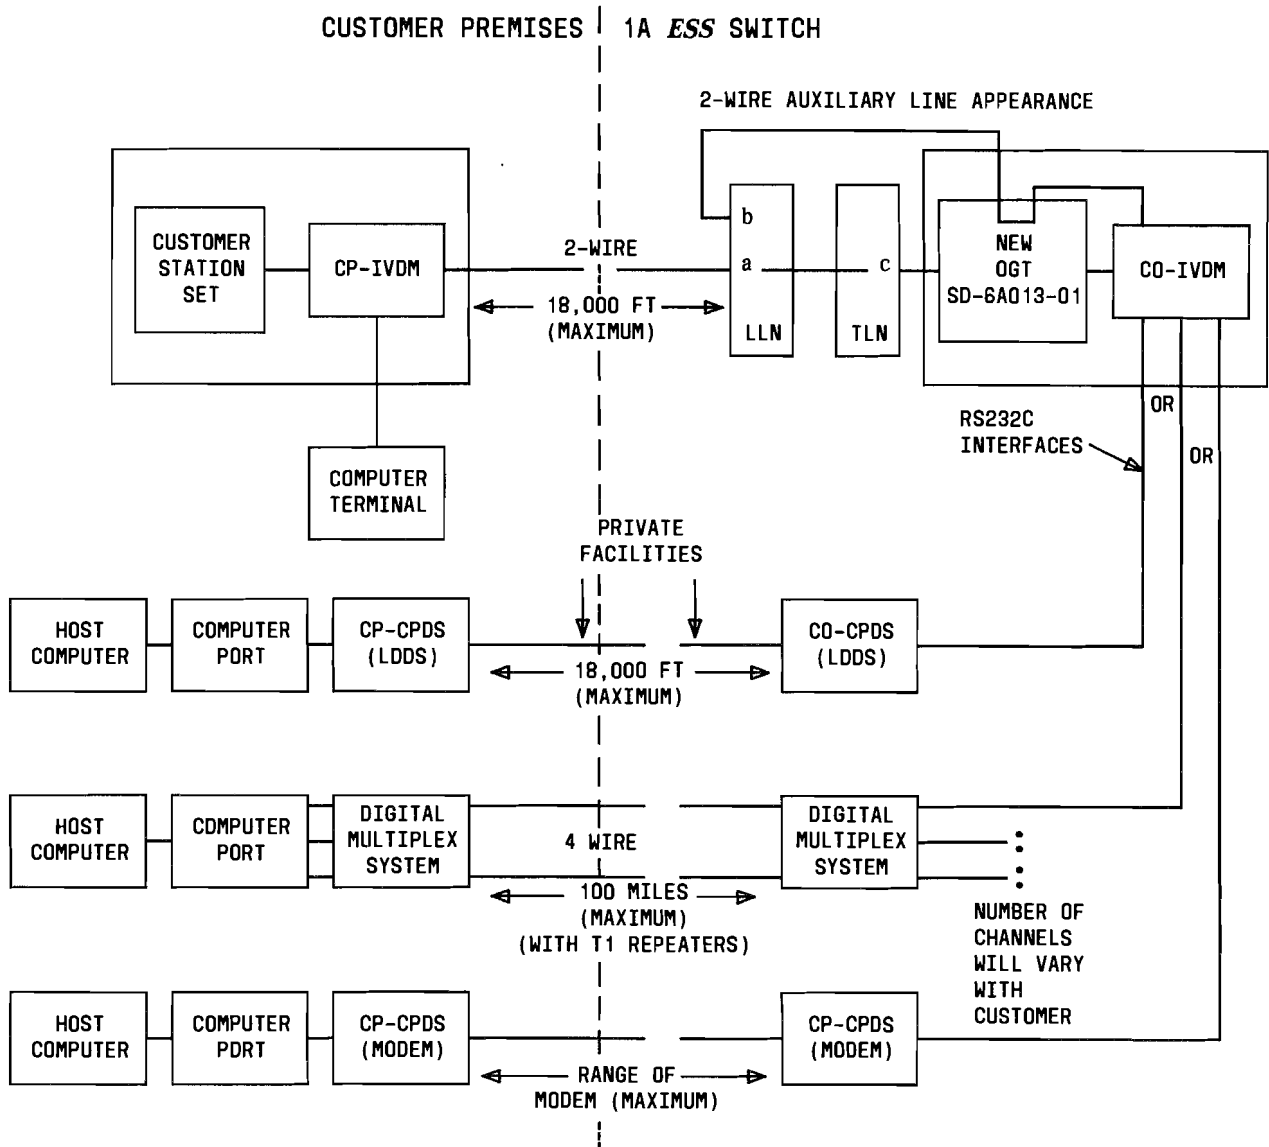 CUSTOMER PREMISES
1A ESS SWITCH
2-WIRE AUXILIARY LINE APPEARANCE
CUSTOMER
STATION
SET
CP-IVDM
2-WIRE
18,000 FT
(MAXIMUM)
b
a
LLN
c
TLN
NEW
OGT
SD-6A013-01
CO-IVDM
COMPUTER
TERMINAL
RS232C
INTERFACES
OR
OR
PRIVATE
FACILITIES
HOST
COMPUTER
COMPUTER
PORT
CP-CPDS
(LDDS)
18,000 FT
(MAXIMUM)
CO-CPDS
(LDDS)
HOST
COMPUTER
CDMPUTER
PORT
DIGITAL
MULTIPLEX
SYSTEM
4 WIRE
100 MILES
(MAXIMUM)
(WITH T1 REPEATERS)
DIGITAL
MULTIPLEX
SYSTEM
NUMBER OF
CHANNELS
WILL VARY
WITH
CUSTOMER
HOST
COMPUTER
COMPUTER
PDRT
CP-CPDS
(MODEM)
RANGE OF
MODEM (MAXIMUM)
CP-CPDS
(MODEM)